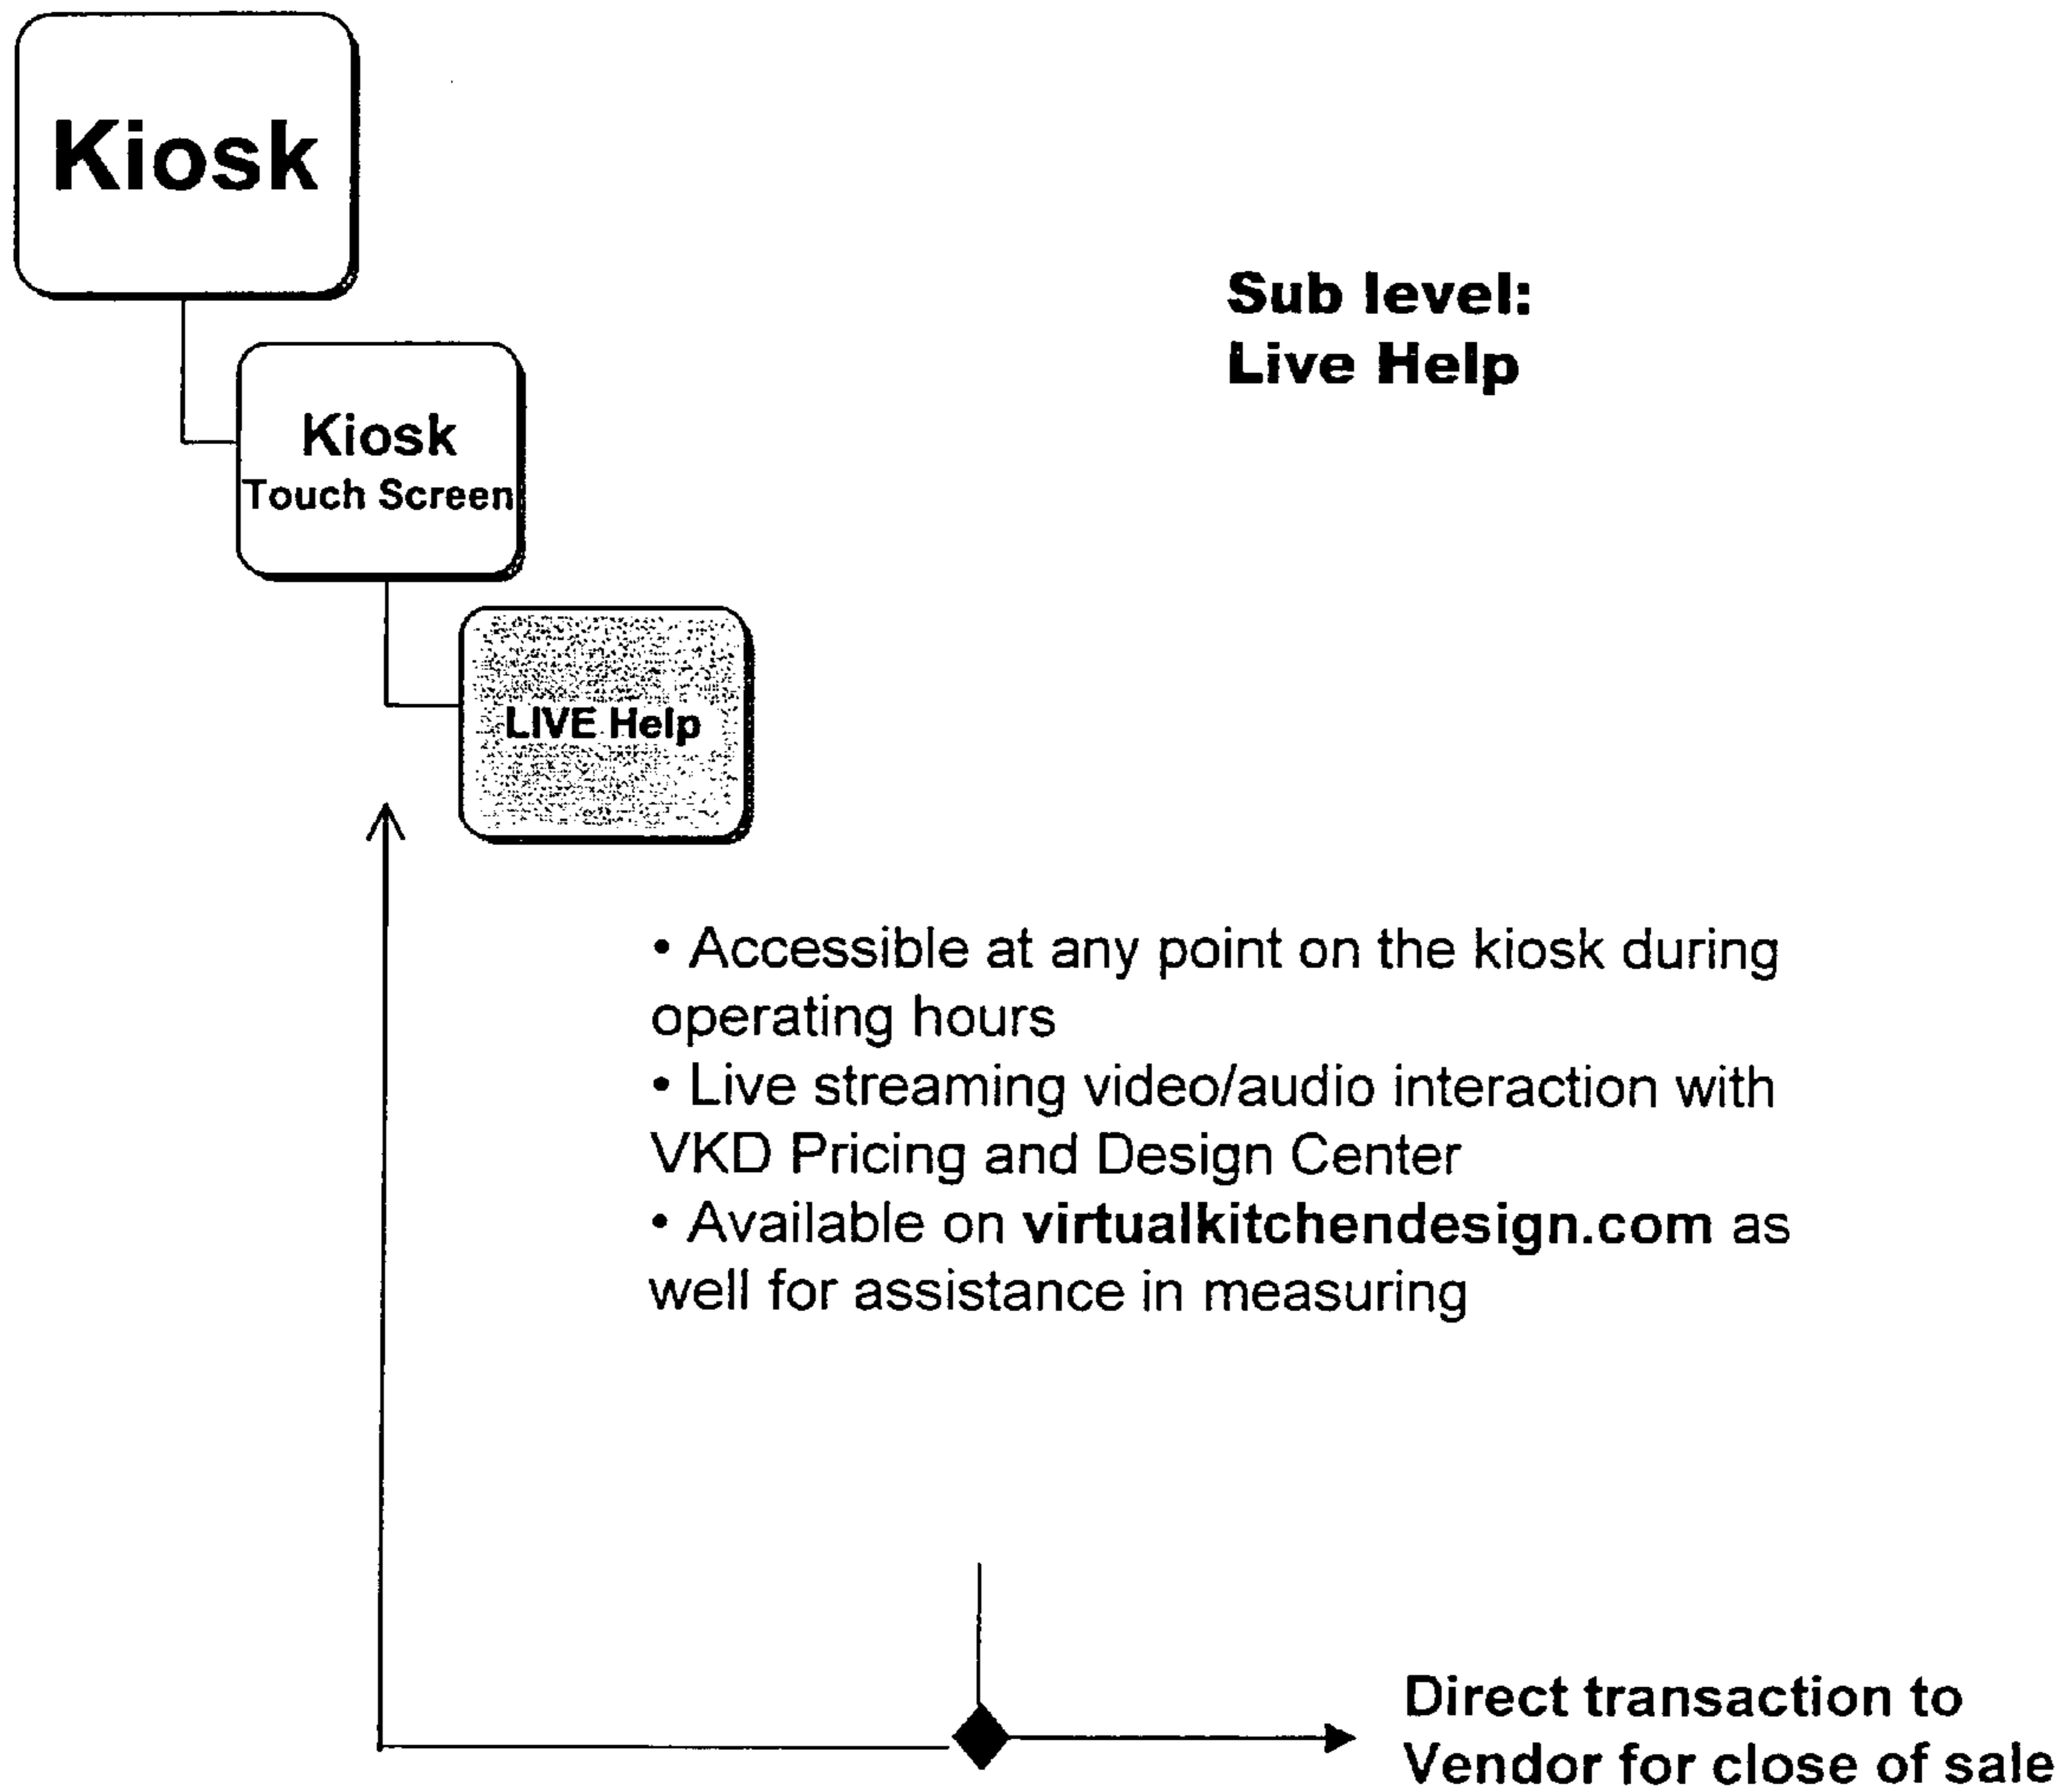 Kiosk
Sub level:
Live Help
Kiosk
Touch Screen
LIVE Help
• Accessible at any point on the kiosk during
operating hours
• Live streaming video/audio interaction with
VKD Pricing and Design Center
• Available on virtualkitchendesign.com as
well for assistance in measuring
Direct transaction to
Vendor for close of sale